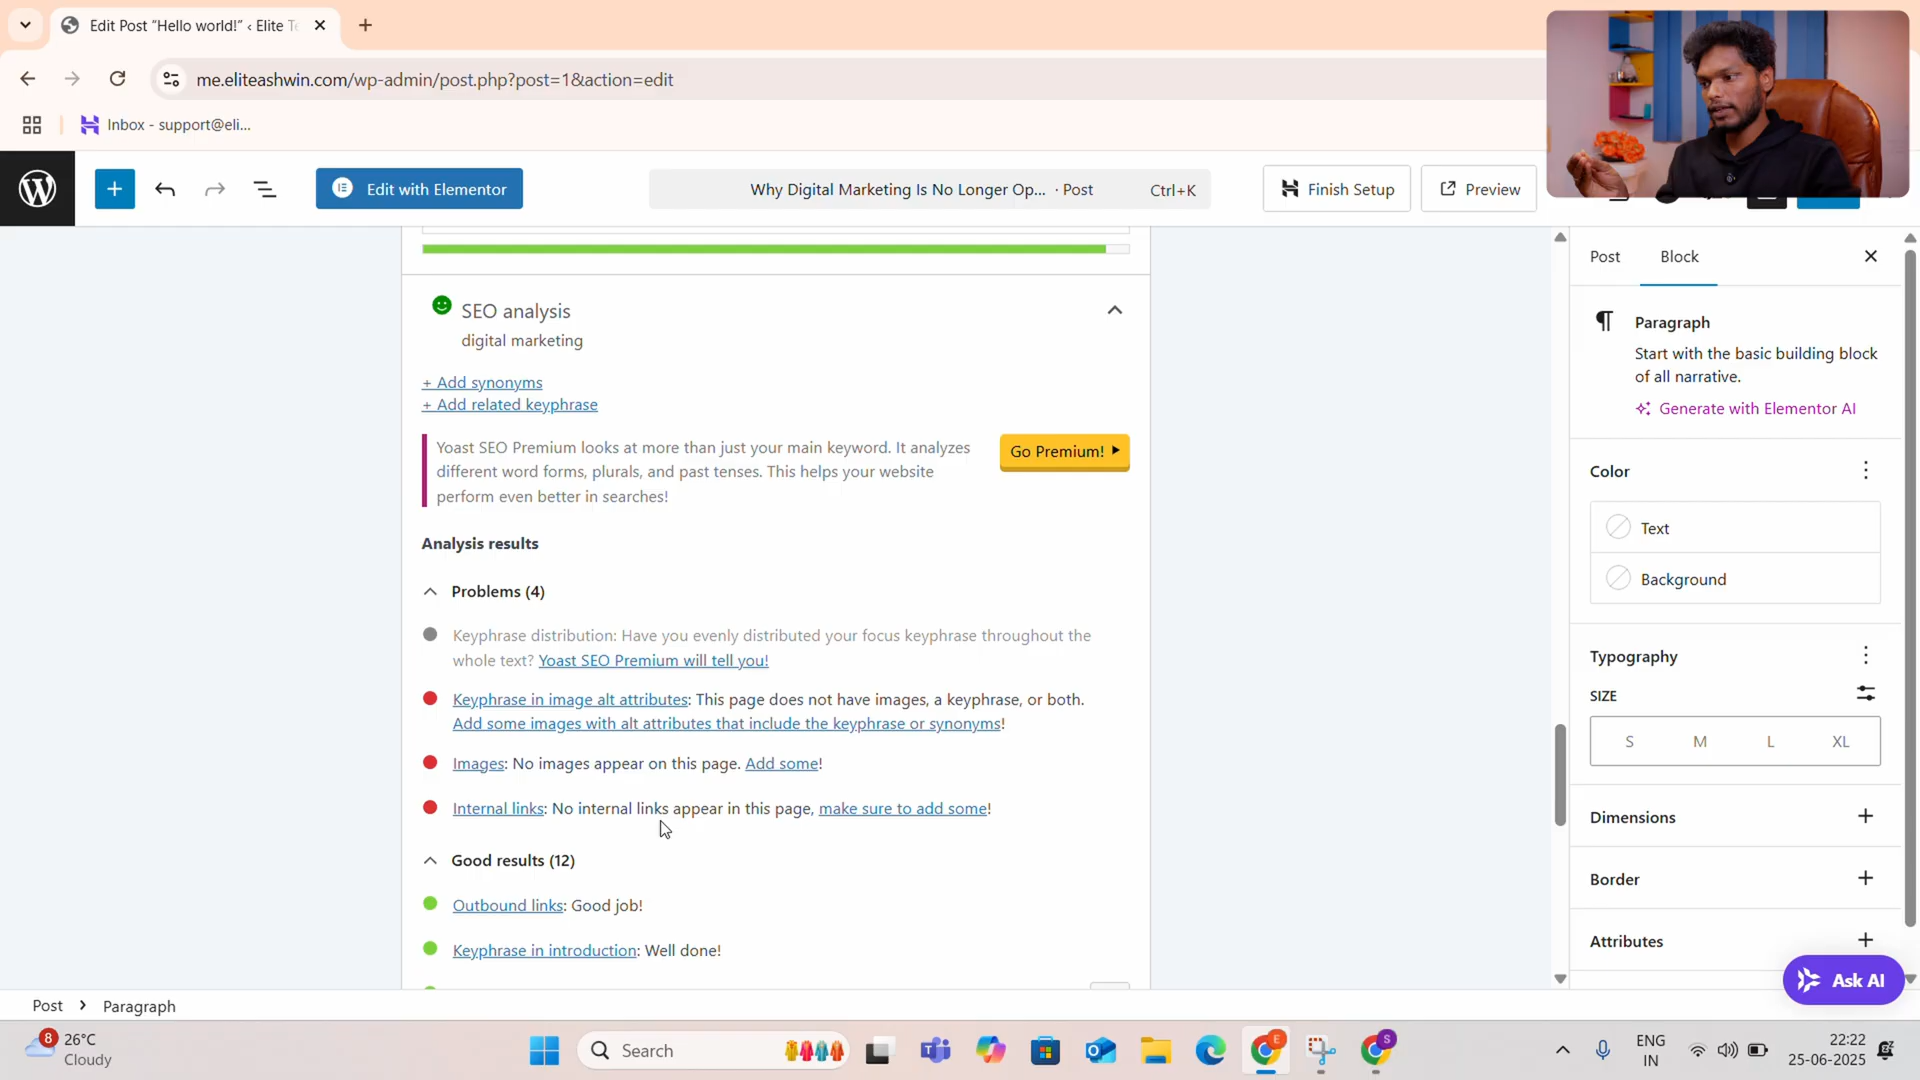 Edit Post “Hello world!” ‹ Elite Te
me.eliteashwin.com/wp-admin/post.php?post=1&action=edit
Inbox - support@eli...
Edit with Elementor
Why Digital Marketing Is No Longer Op... · Post
Ctrl+K
Finish Setup
Preview
SEO analysis
digital marketing
+ Add synonyms
+ Add related keyphrase
Yoast SEO Premium looks at more than just your main keyword. It analyzes
different word forms, plurals, and past tenses. This helps your website
perform even better in searches!
Go Premium!
Analysis results
Problems (4)
Keyphrase distribution: Have you evenly distributed your focus keyphrase throughout the
whole text? Yoast SEO Premium will tell you!
Keyphrase in image alt attributes: This page does not have images, a keyphrase, or both.
Add some images with alt attributes that include the keyphrase or synonyms!
Images: No images appear on this page. Add some!
Internal links: No internal links appear in this page, make sure to add some!
Good results (12)
Outbound links: Good job!
Keyphrase in introduction: Well done!
Post
Block
Paragraph
Start with the basic building block
of all narrative.
Generate with Elementor AI
Color
Text
Background
Typography
SIZE
S M L XL
Dimensions
Border
Attributes
Ask AI
Post > Paragraph
8
26°C
Cloudy
Search
E
S
ENG
IN
22:22
25-06-2025